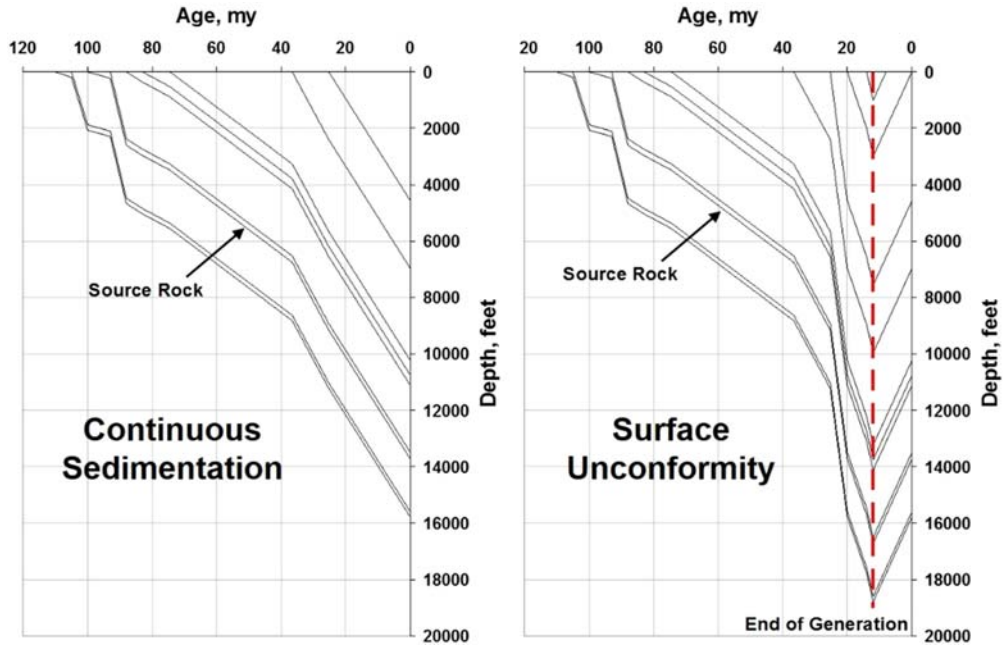 Age, my
120 100 80 60 40 20 0
0
2000
4000
6000
8000
10000
12000
14000
16000
18000
20000
Depth, feet
Source Rock
Continuous
Sedimentation
Age, my
20 100 80 60 40 20 0
0
2000
4000
6000
8000
10000
12000
14000
16000
18000
20000
Depth, feet
Source Rock
Surface
Unconformity
End of Generation